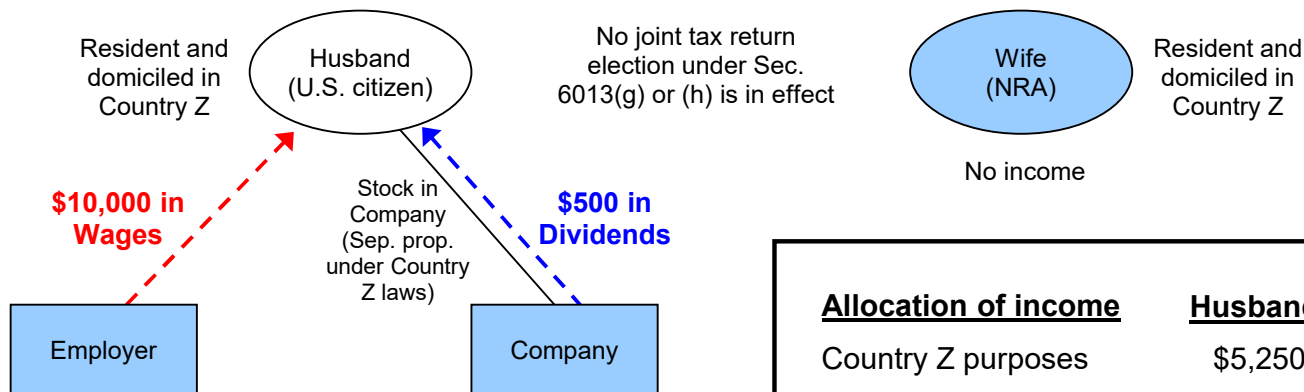 Resident and
domiciled in
Country Z
Husband
(U.S. citizen)
No joint tax return
election under Sec.
6013(g) or (h) is in effect
Wife
(NRA)
Resident and
domiciled in
Country Z
No income
$10,000 in
Wages
Stock in
Company
(Sep. prop.
under Country
Z laws)
$500 in
Dividends
Employer
Company
Allocation of income
Husband
Country Z purposes
$5,250